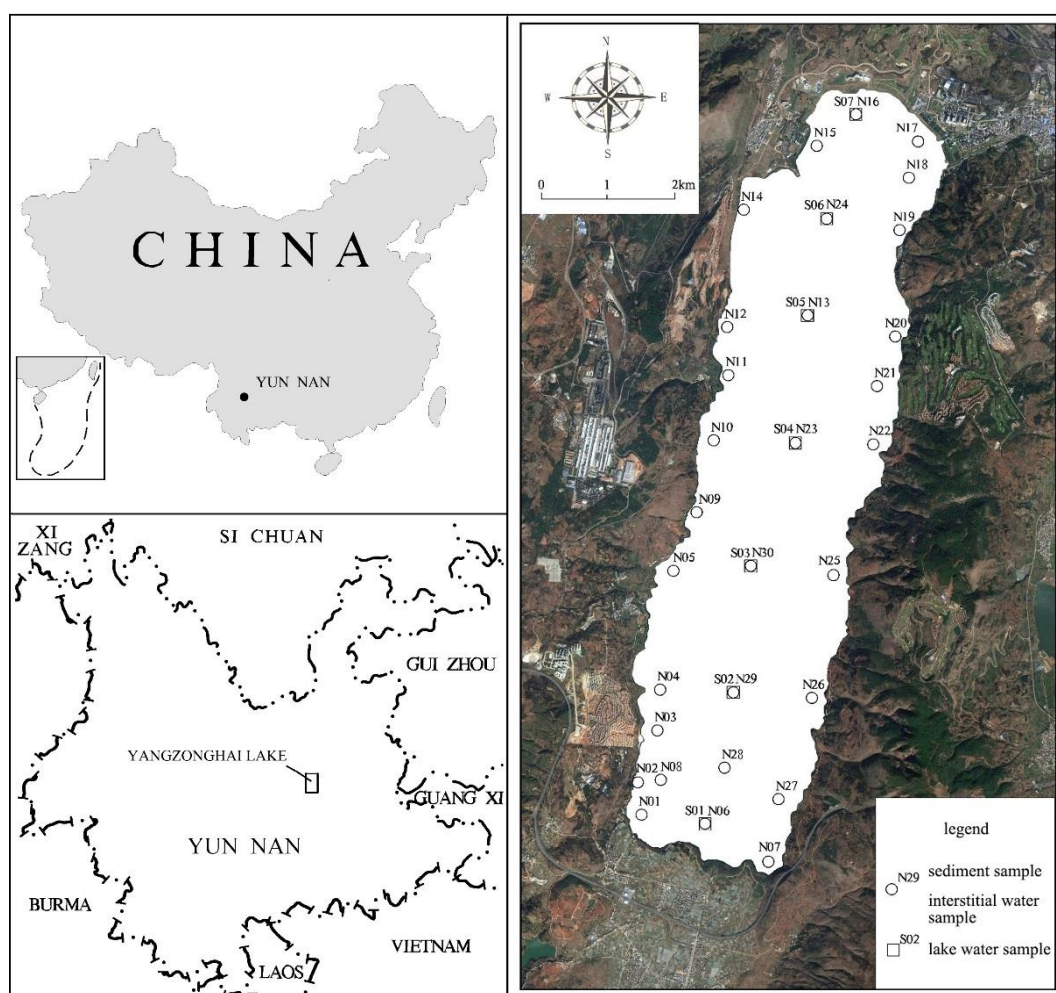 CHINA
YUN NAN
XI
ZANG
SI CHUAN
GUI ZHOU
YANGZONGHAI LAKE
GUANG XI
YUN NAN
BURMA
VIETNAM
LAOS
N
W E
S
0 1 2km
S07 N16
N15
N17
N18
N14
S06 N24
N19
S05 N13
N12
N20
N11
N21
N10
S04 N23
N22
N09
N05
S03 N30
N25
N04
S02 N29
N26
N03
N28
N02 N08
N27
N01
S01 N06
N07
legend
N29 sediment sample
interstitial water
sample
S02 lake water sample